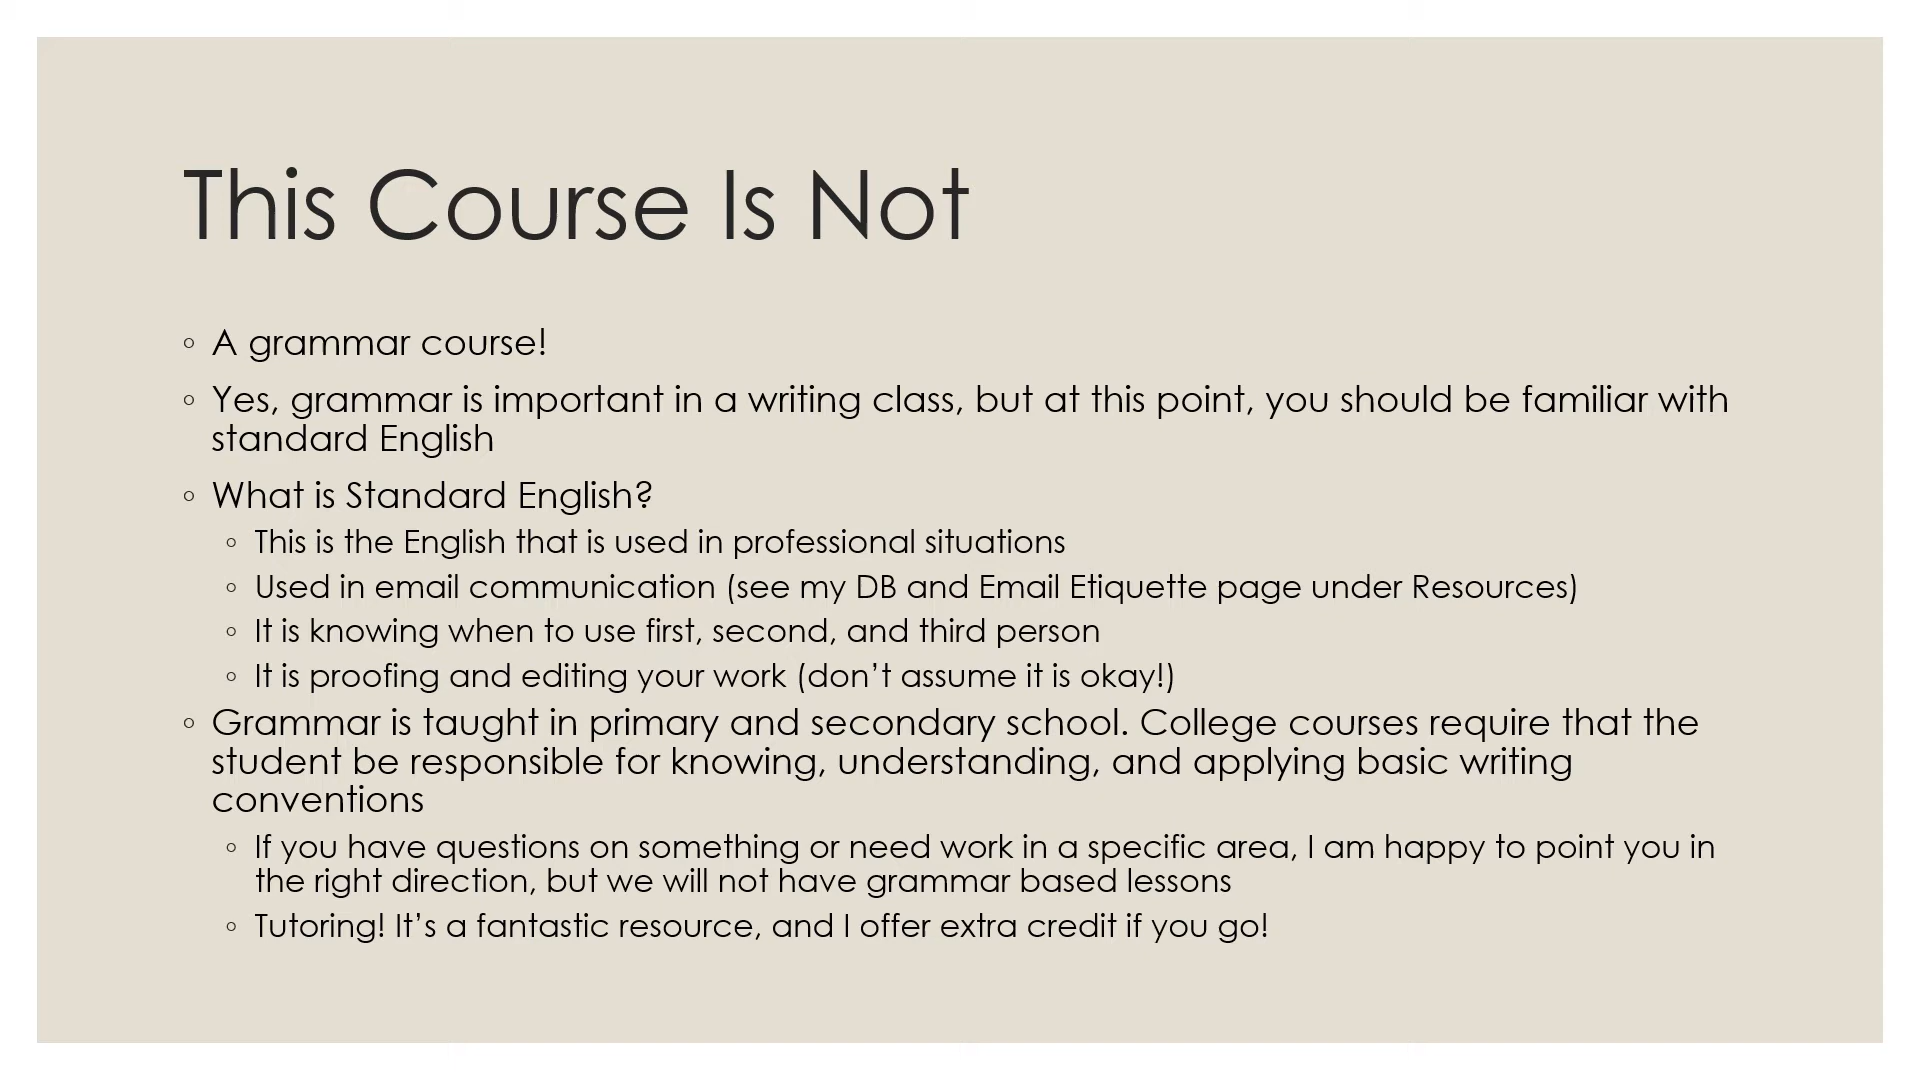 This Course Is Not
◦ A grammar course!
◦ Yes, grammar is important in a writing class, but at this point, you should be familiar with
standard English
◦ What is Standard English?
◦ This is the English that is used in professional situations
◦ Used in email communication (see my DB and Email Etiquette page under Resources)
◦ It is knowing when to use first, second, and third person
◦ It is proofing and editing your work (don’t assume it is okay!)
◦ Grammar is taught in primary and secondary school. College courses require that the
student be responsible for knowing, understanding, and applying basic writing
conventions
◦ If you have questions on something or need work in a specific area, I am happy to point you in
the right direction, but we will not have grammar based lessons
◦ Tutoring! It’s a fantastic resource, and I offer extra credit if you go!